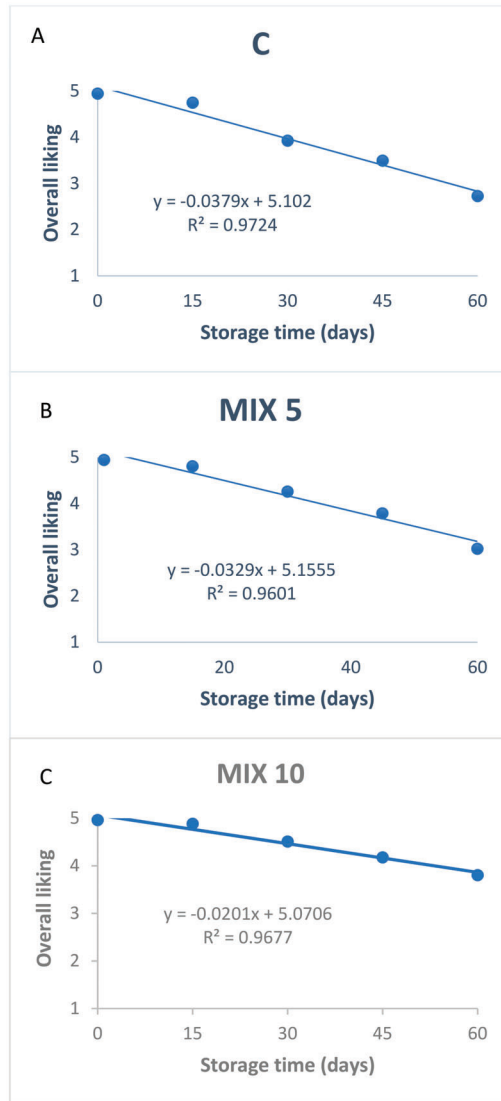 A
C
Overall liking
5
4
3
2
1
y = -0.0379x + 5.102
R² = 0.9724
0 15 30 45 60
Storage time (days)
B
MIX 5
Overall liking
5
4
3
2
1
y = -0.0329x + 5.1555
R² = 0.9601
0 20 40 60
Storage time (days)
C
MIX 10
Overall liking
5
4
3
2
1
y = -0.0201x + 5.0706
R² = 0.9677
0 15 30 45 60
Storage time (days)